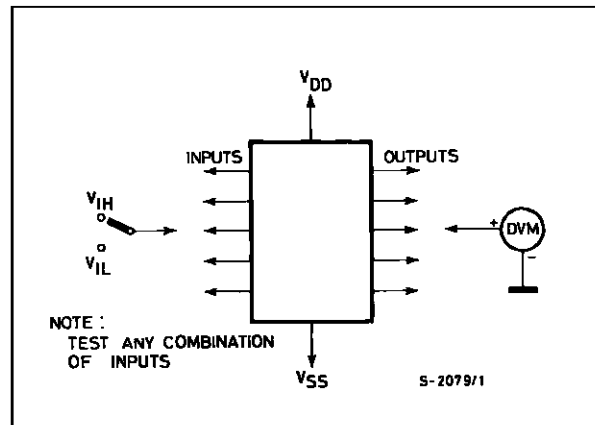 VDD
INPUTS
OUTPUTS
VIH
VIL
+
DVM
-
NOTE :
TEST ANY COMBINATION
OF INPUTS
VSS
S-2079/1